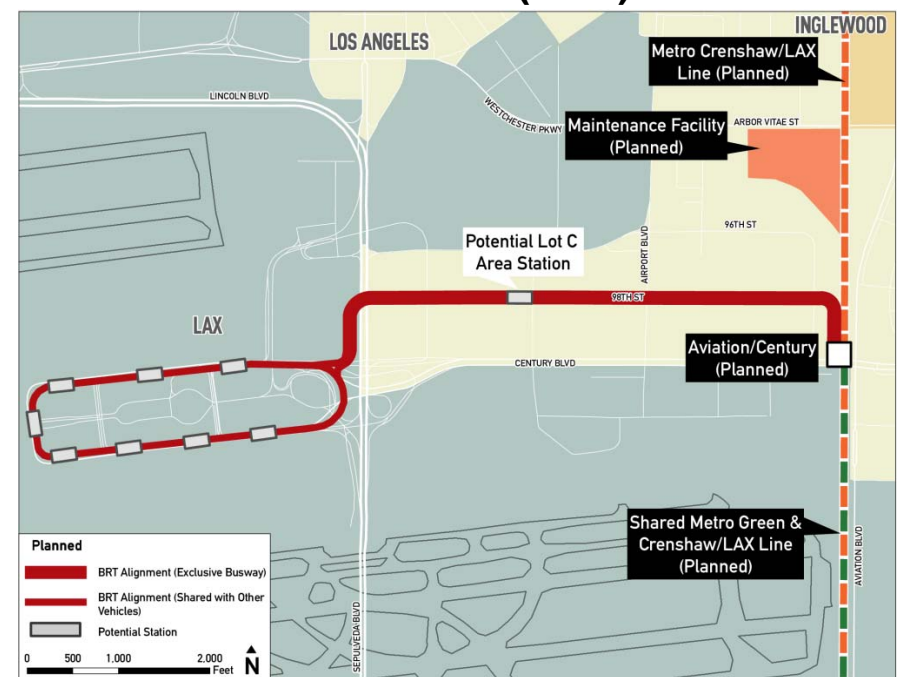 INGLEWOOD
LOS ANGELES
Metro Crenshaw/LAX
Line (Planned)
LINCOLN BLVD
WESTCHESTER PKWY
ARBOR VITAE ST
Maintenance Facility
(Planned)
96TH ST
Potential Lot C
Area Station
AIRPORT BLVD
98TH ST
LAX
Aviation/Century
(Planned)
CENTURY BLVD
Shared Metro Green &
Crenshaw/LAX Line
(Planned)
AVIATION BLVD
SEPULVEDA BLVD
Planned
BRT Alignment (Exclusive Busway)
BRT Alignment (Shared with Other
Vehicles)
Potential Station
0 500 1,000 2,000
Feet N